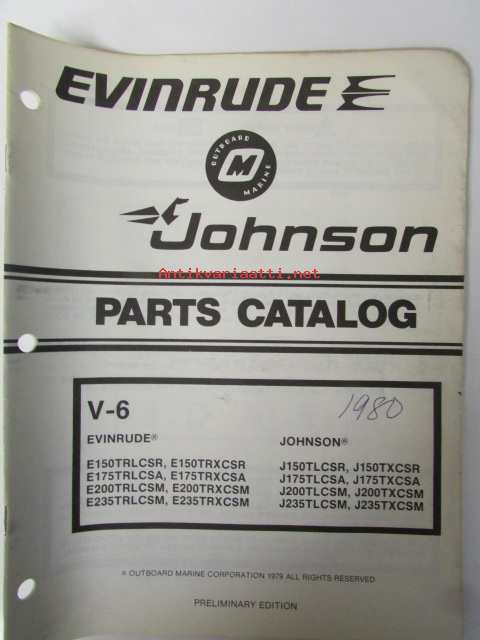 EVINRUDE
OUTBOARD
M
MARINE
Johnson
Antikvariaatti.net
PARTS CATALOG
V-6
1980
EVINRUDE® JOHNSON®
E150TRLCSR, E150TRXCSR J150TLCSR, J150TXCSR
E175TRLCSA, E175TRXCSA J175TLCSA, J175TXCSA
E200TRLCSM, E200TRXCSM J200TLCSM, J200TXCSM
E235TRLCSM, E235TRXCSM J235TLCSM, J235TXCSM
© OUTBOARD MARINE CORPORATION 1979 ALL RIGHTS RESERVED
PRELIMINARY EDITION